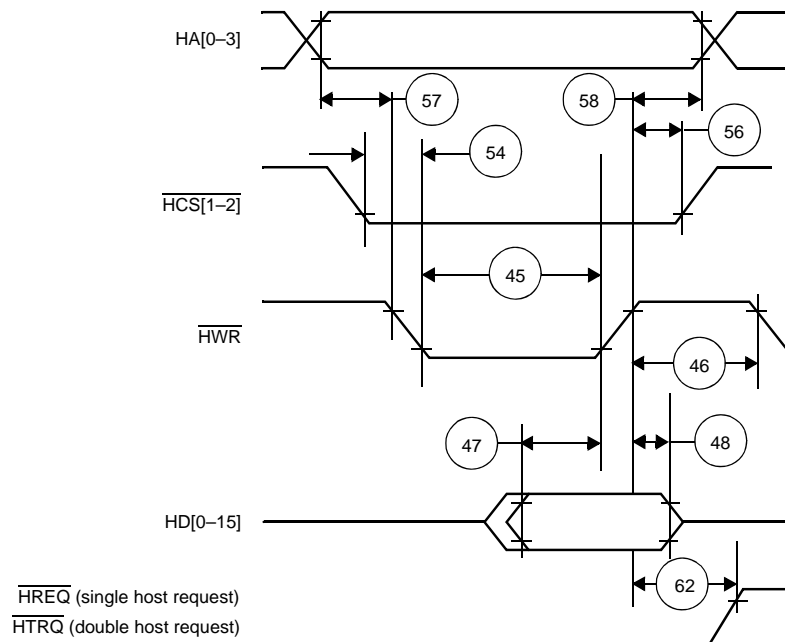 HA[0–3]
57
58
56
54
HCS[1–2]
45
HWR
46
47
48
HD[0–15]
62
HREQ (single host request)
HTRQ (double host request)